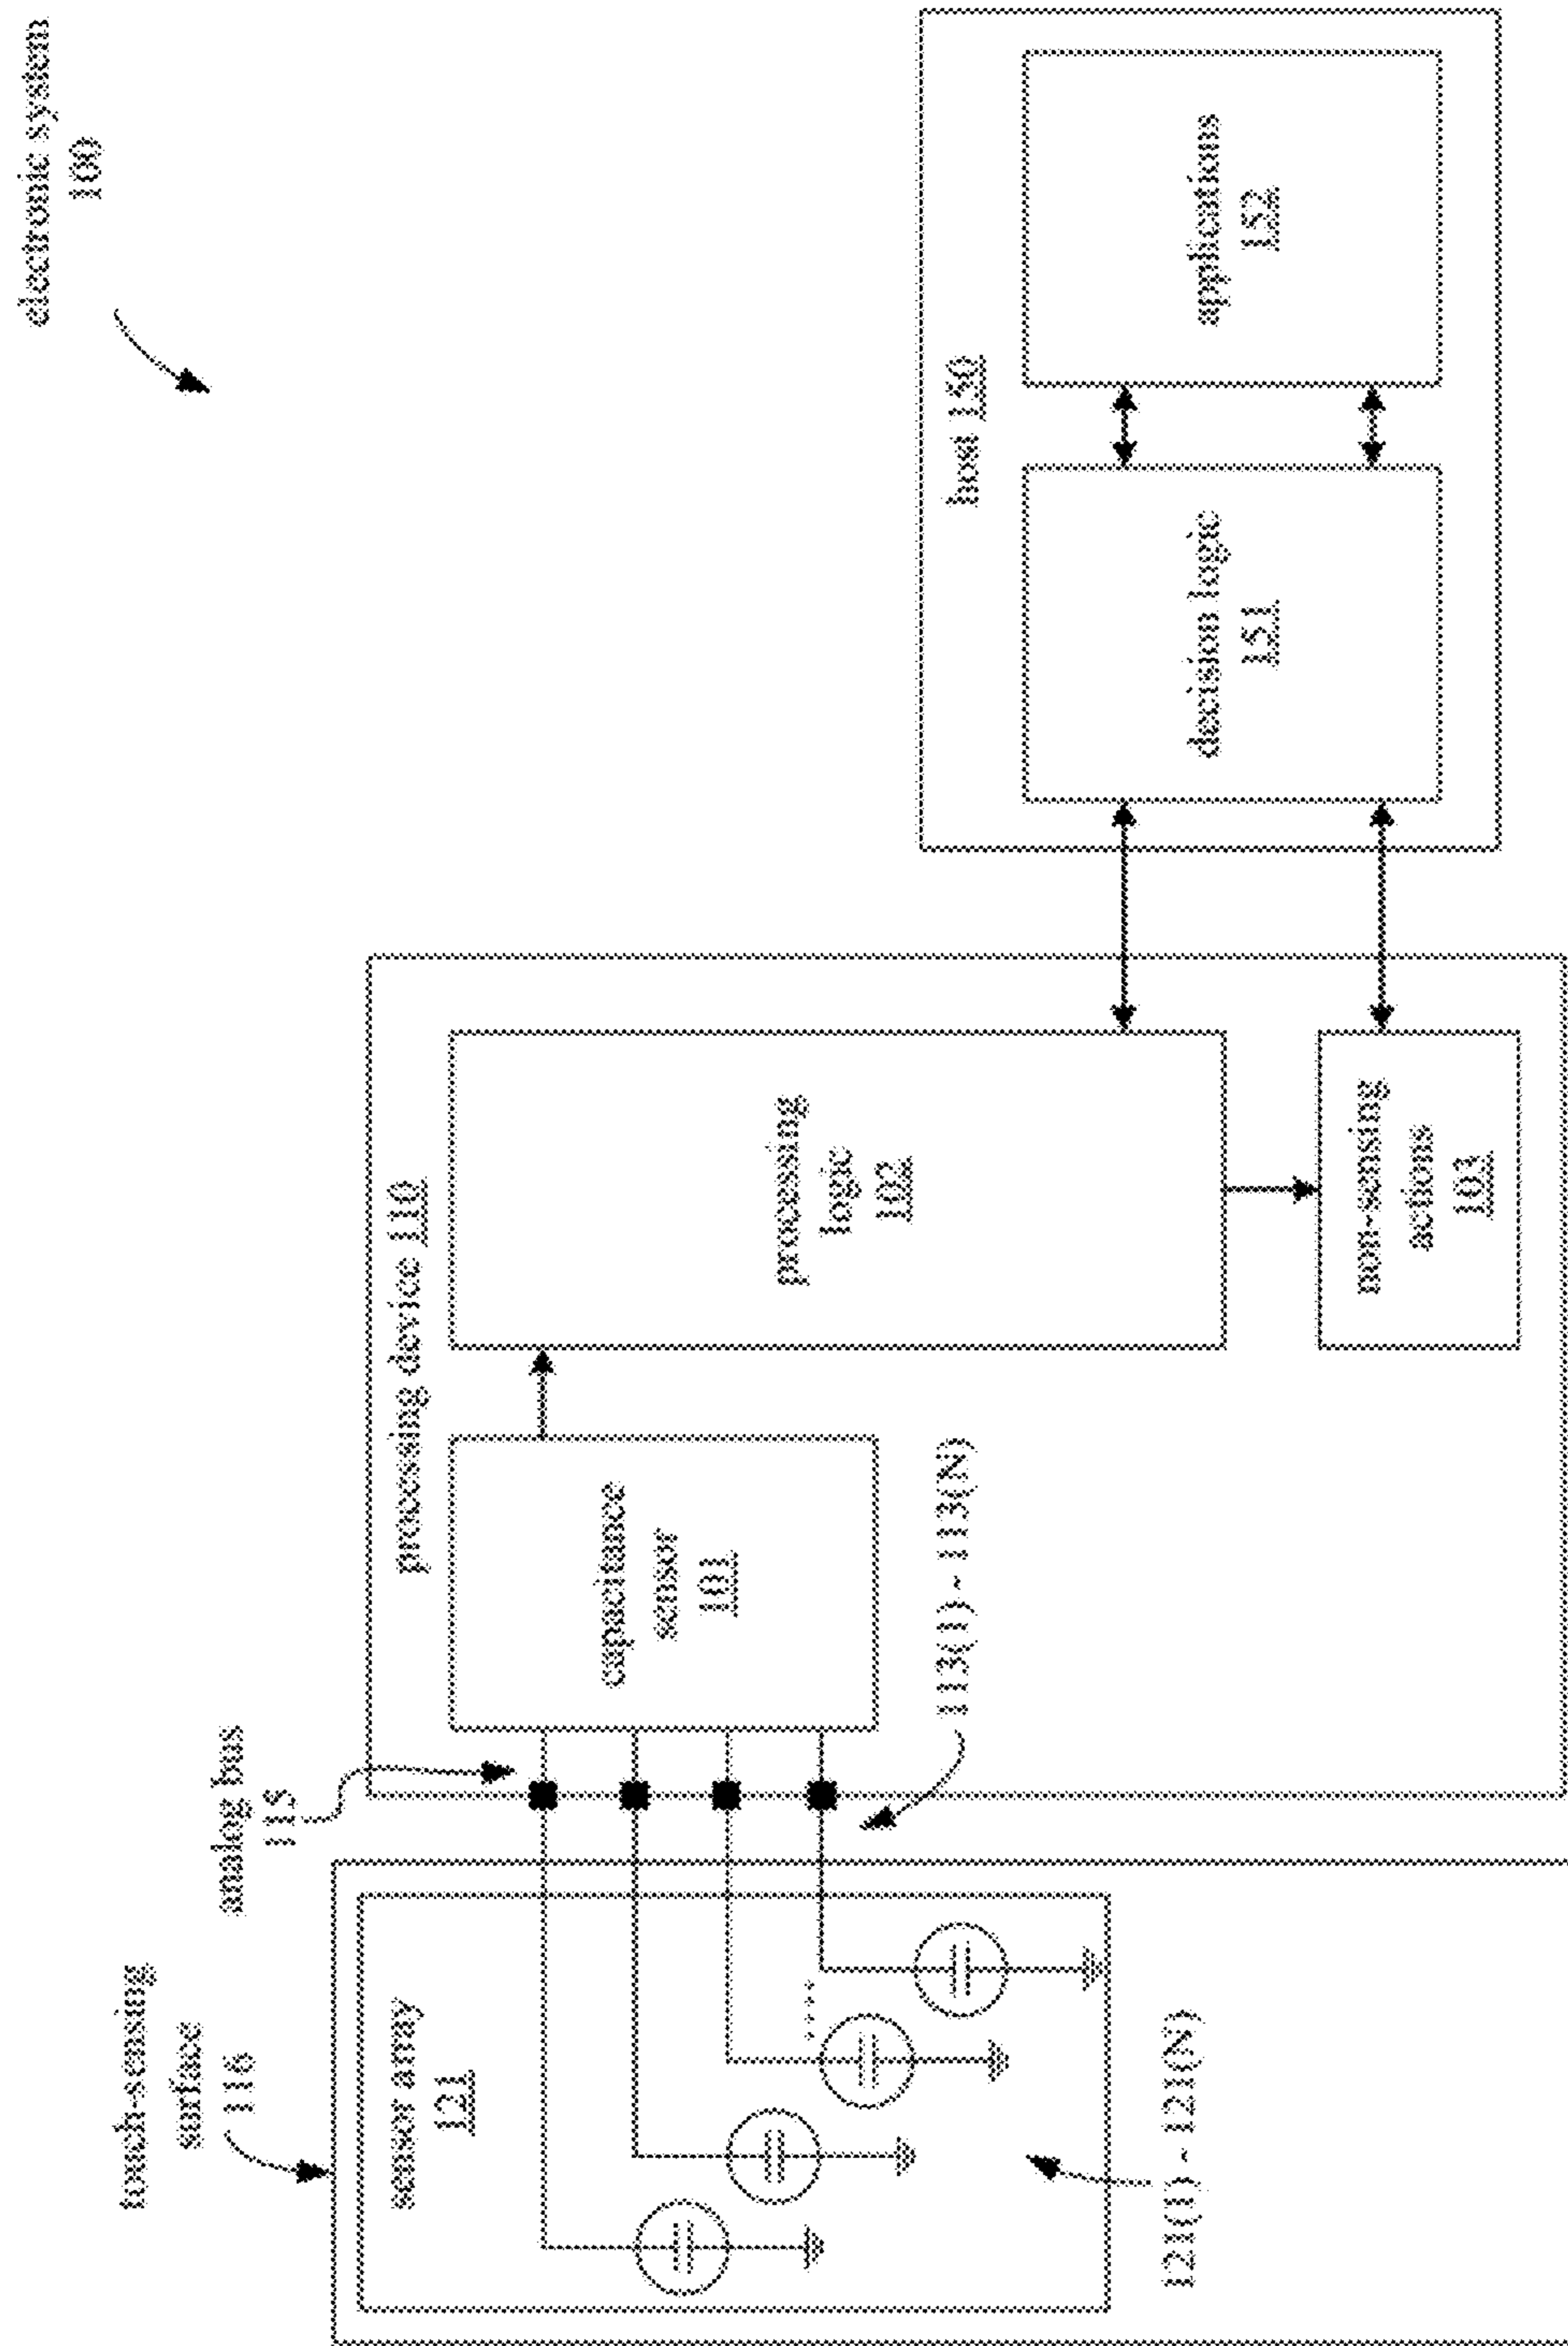 electronic system
100
touch-sensing
surface
116
analog bus
115
processing device 110
sensor array
121
capacitance
sensor
101
processing
logic
102
113(1) - 113(N)
121(1) - 121(N)
non-sensing
actions
103
host 150
decision logic
151
applications
152